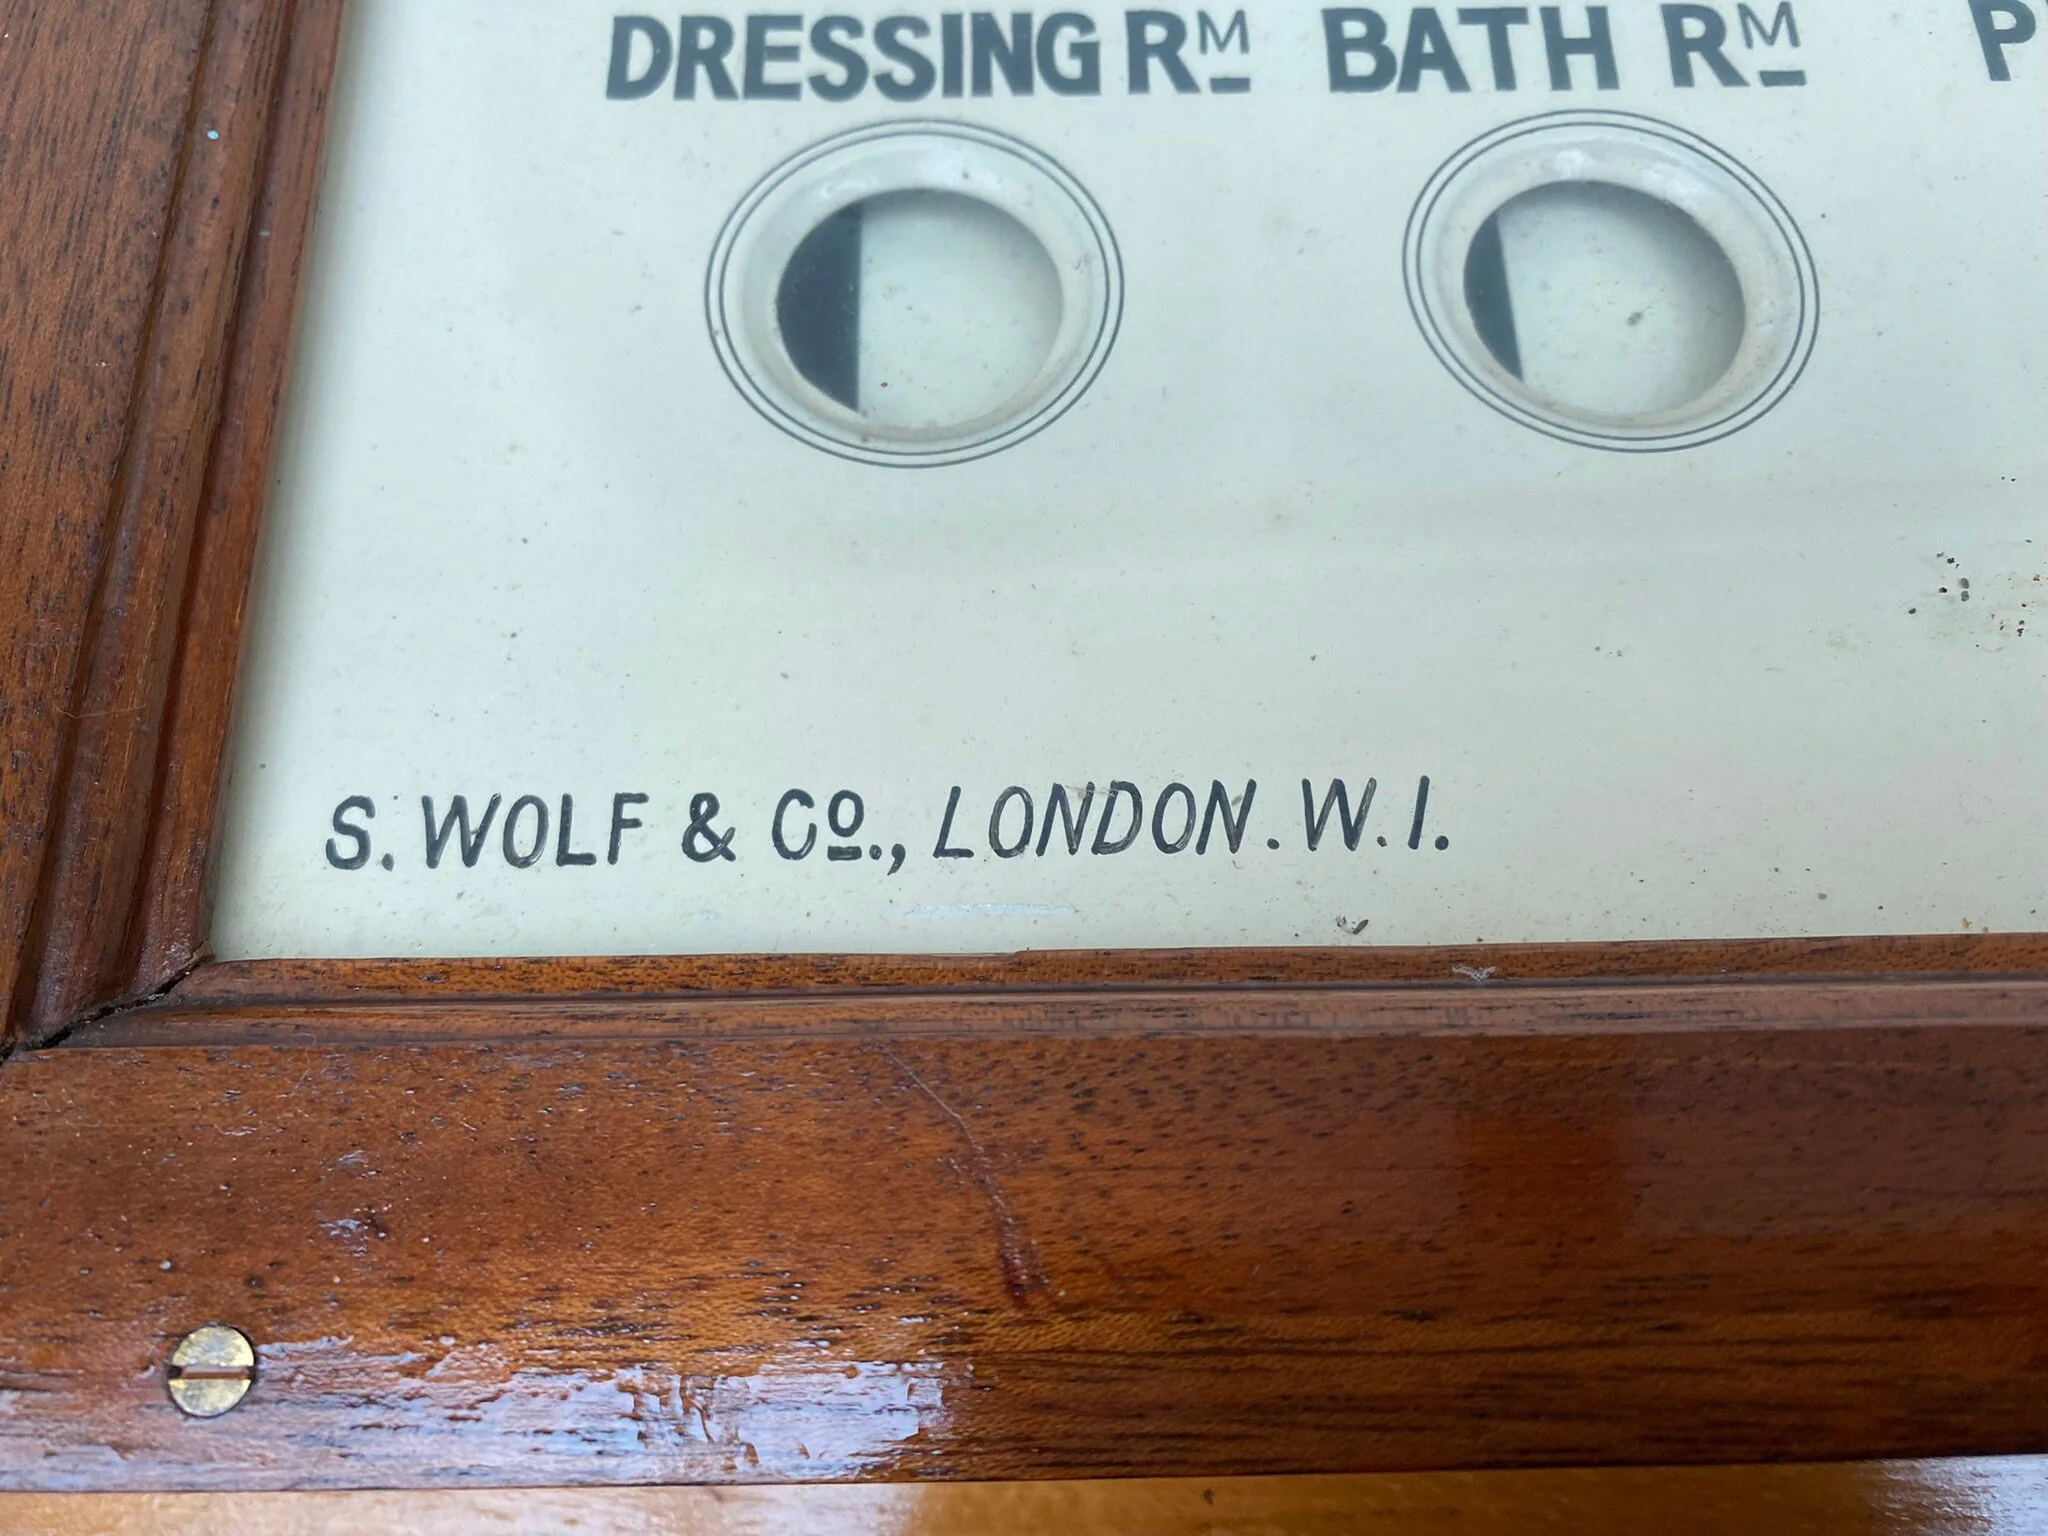 DRESSING RM BATH RM P
S. WOLF & Co., LONDON. W. I.